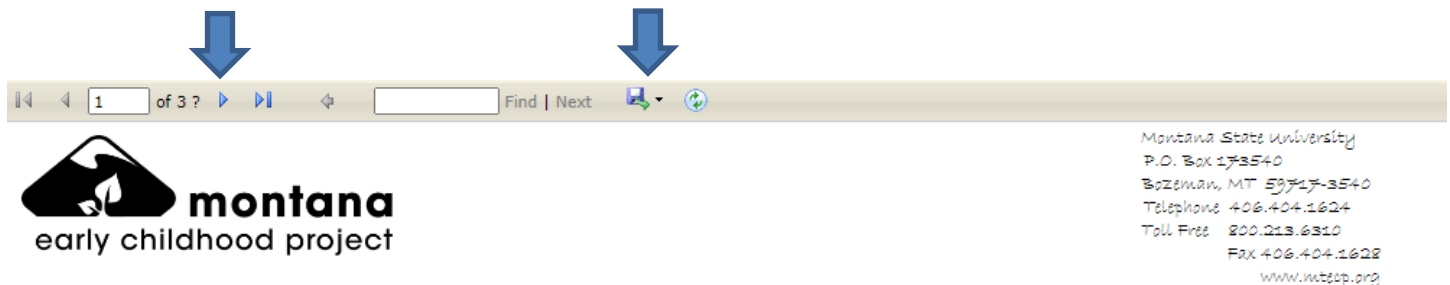 1 of 3 ? Find | Next
montana
early childhood project
Montana State University
P.O. Box 173540
Bozeman, MT 59717-3540
Telephone 406.404.1624
Toll Free 800.213.6310
Fax 406.404.1628
www.mtecp.org